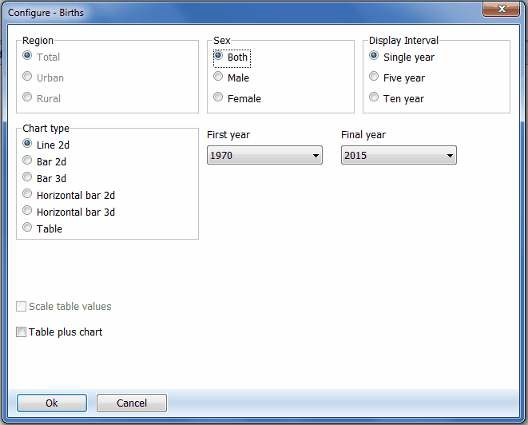 Configure - Births
Region
Total
Urban
Rural
Sex
Both
Male
Female
Display Interval
Single year
Five year
Ten year
Chart type
Line 2d
Bar 2d
Bar 3d
Horizontal bar 2d
Horizontal bar 3d
Table
First year
1970
Final year
2015
Scale table values
Table plus chart
Ok
Cancel